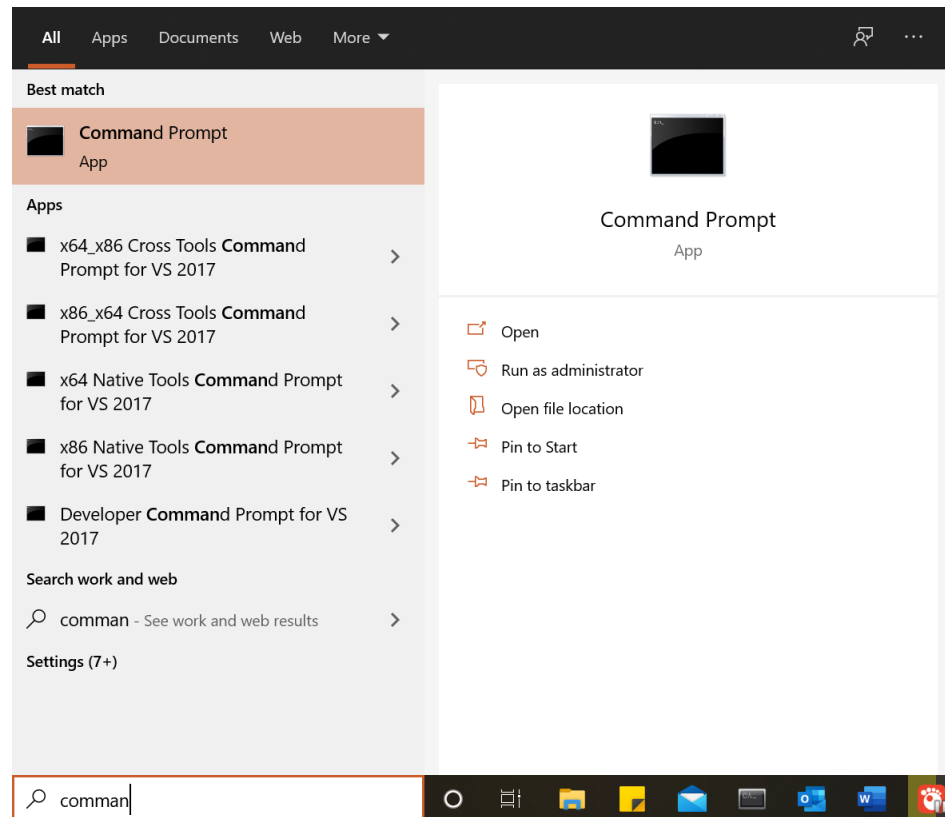 All Apps Documents Web More
Best match
Command Prompt
App
Apps
x64_x86 Cross Tools Command
Prompt for VS 2017
x86_x64 Cross Tools Command
Prompt for VS 2017
x64 Native Tools Command Prompt
for VS 2017
x86 Native Tools Command Prompt
for VS 2017
Developer Command Prompt for VS
2017
Search work and web
comman - See work and web results
Settings (7+)
Command Prompt
App
Open
Run as administrator
Open file location
Pin to Start
Pin to taskbar
comman